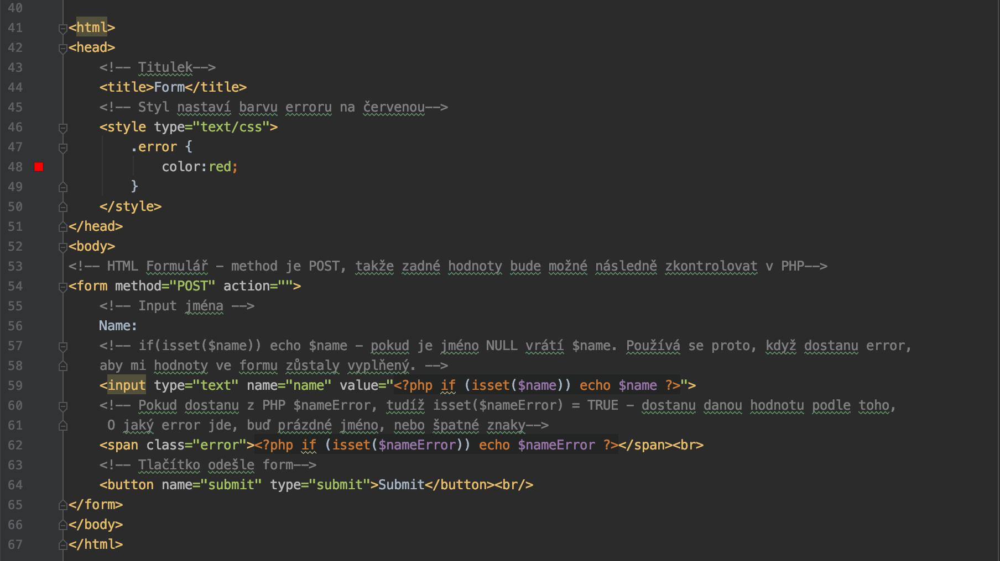 40
41 <html>
42 <head>
43 <!-- Titulek-->
44 <title>Form</title>
45 <!-- Styl nastaví barvu erroru na červenou-->
46 <style type="text/css">
47 .error {
48 color:red;
49 }
50 </style>
51 </head>
52 <body>
53 <!-- HTML Formulář - method je POST, takže zadné hodnoty bude možné následně zkontrolovat v PHP-->
54 <form method="POST" action="">
55 <!-- Input jména -->
56 Name:
57 <!-- if(isset($name)) echo $name - pokud je jméno NULL vrátí $name. Používá se proto, když dostanu error,
58 aby mi hodnoty ve formu zůstaly vyplňený. -->
59 <input type="text" name="name" value="<?php if (isset($name)) echo $name ?>">
60 <!-- Pokud dostanu z PHP $nameError, tudíž isset($nameError) = TRUE - dostanu danou hodnotu podle toho,
61 O jaký error jde, buď prázdné jméno, nebo špatné znaky-->
62 <span class="error"><?php if (isset($nameError)) echo $nameError ?></span><br>
63 <!-- Tlačítko odešle form-->
64 <button name="submit" type="submit">Submit</button><br/>
65 </form>
66 </body>
67 </html>